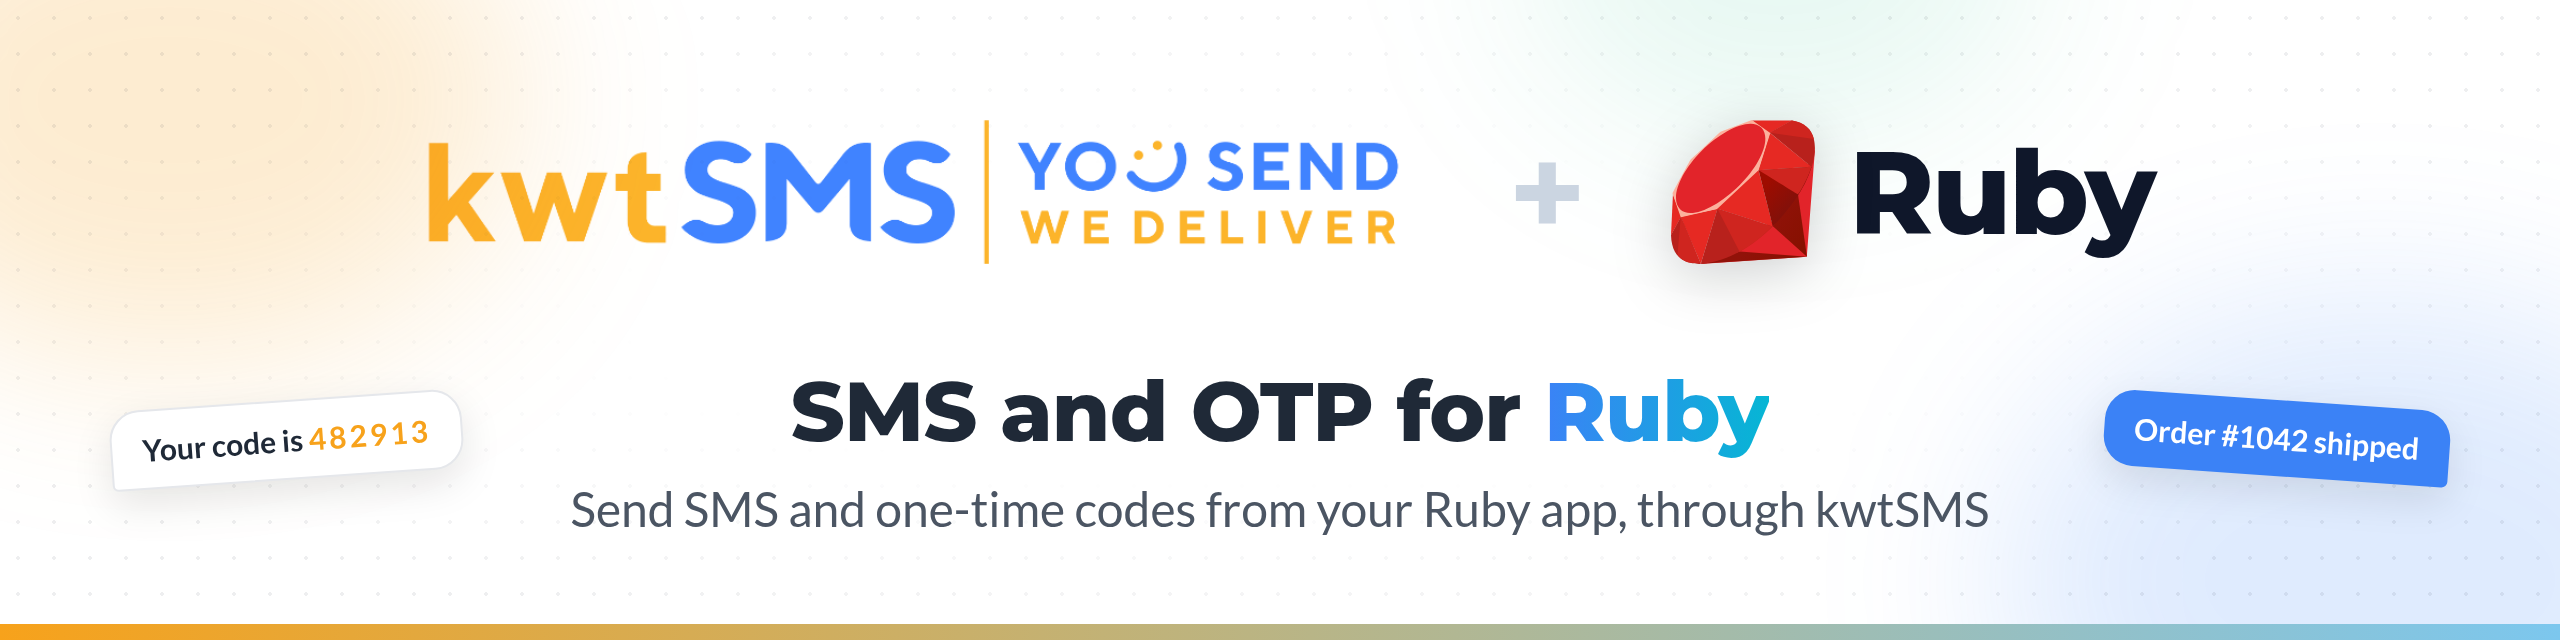 kwtSMS
YOU SEND
WE DELIVER
+
Ruby
SMS and OTP for Ruby
Your code is 482913
Order #1042 shipped
Send SMS and one-time codes from your Ruby app, through kwtSMS